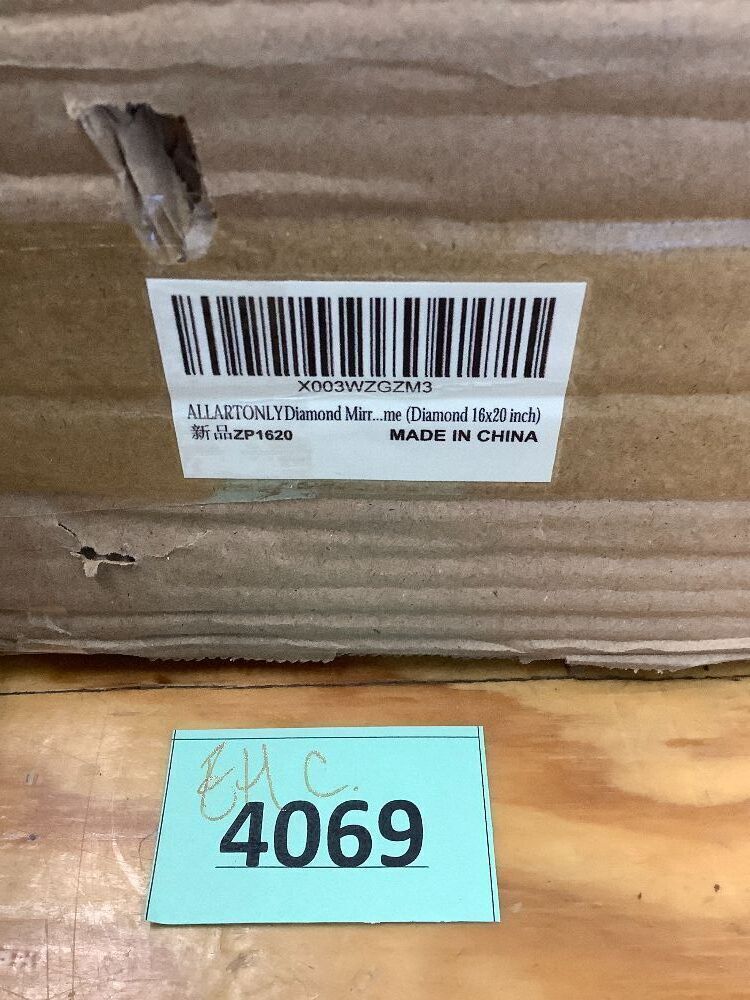 X003WZGZM3
ALLARTONLYDiamond Mirr...me (Diamond 16x20 inch)
新品ZP1620 MADE IN CHINA
EH C.
4069